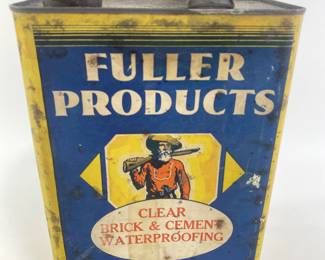 FULLER
PRODUCTS
CLEAR
BRICK & CEMENT
WATERPROOFING